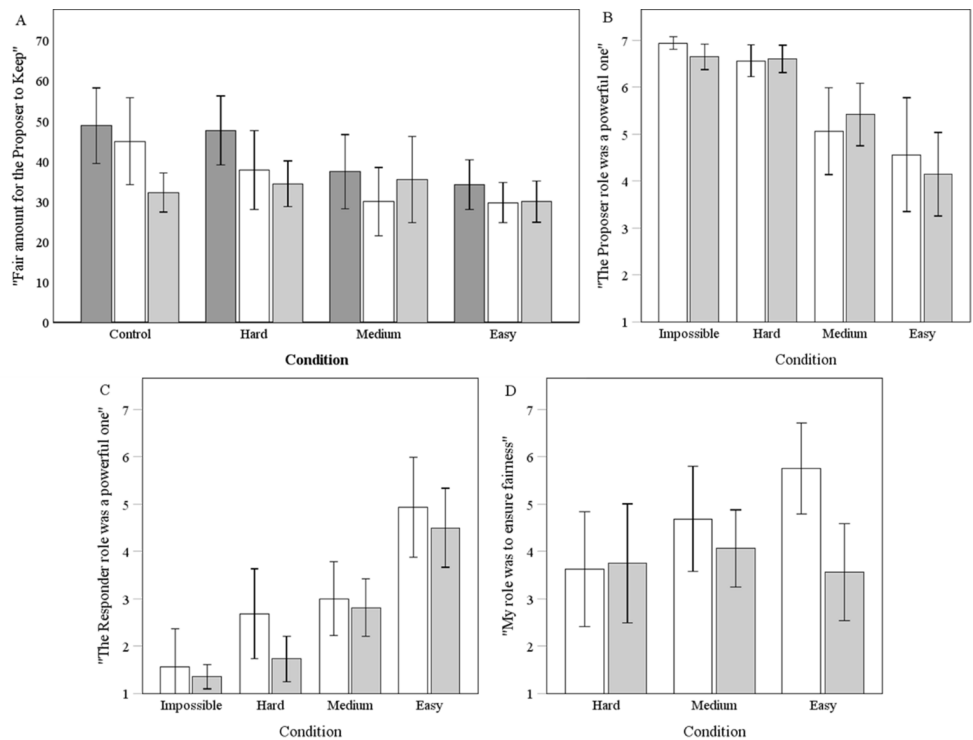 A
"Fair amount for the Proposer to Keep"
70
60
50
40
30
20
10
0
Control Hard Medium Easy
Condition
B
"The Proposer role was a powerful one"
7
6
5
4
3
2
1
Impossible Hard Medium Easy
Condition
C
"The Responder role was a powerful one"
7
6
5
4
3
2
1
Impossible Hard Medium Easy
Condition
D
"My role was to ensure fairness"
7
6
5
4
3
2
1
Hard Medium Easy
Condition